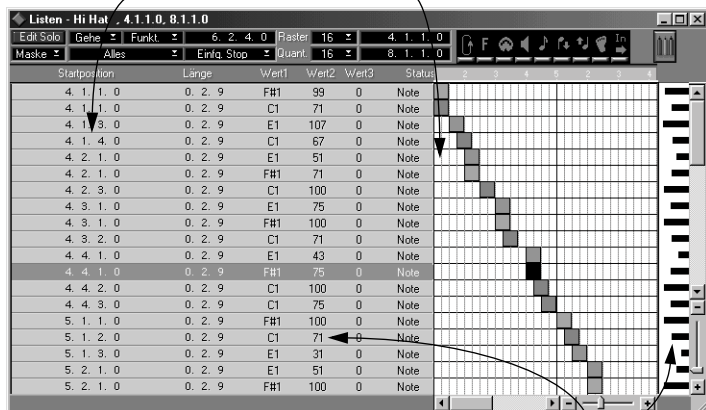 Listen - Hi Hat , 4.1.1.0, 8.1.1.0
Edit Solo Gehe Funkt. 6. 2. 4. 0 Raster 16 4. 1. 1. 0 F In
Maske Alles Einfg. Stop Quant. 16 8. 1. 1. 0
Startposition Länge Wert1 Wert2 Wert3 Status 2 3 4 5 2 3 4
4. 1. 1. 0 0. 2. 9 F#1 99 0 Note
4. 1. 1. 0 0. 2. 9 C1 71 0 Note
4. 1. 3. 0 0. 2. 9 E1 107 0 Note
4. 1. 4. 0 0. 2. 9 C1 67 0 Note
4. 2. 1. 0 0. 2. 9 E1 51 0 Note
4. 2. 1. 0 0. 2. 9 F#1 71 0 Note
4. 2. 3. 0 0. 2. 9 C1 100 0 Note
4. 3. 1. 0 0. 2. 9 E1 75 0 Note
4. 3. 1. 0 0. 2. 9 F#1 100 0 Note
4. 3. 2. 0 0. 2. 9 C1 71 0 Note
4. 4. 1. 0 0. 2. 9 E1 43 0 Note
4. 4. 1. 0 0. 2. 9 F#1 75 0 Note
4. 4. 2. 0 0. 2. 9 C1 100 0 Note
4. 4. 3. 0 0. 2. 9 C1 75 0 Note
5. 1. 1. 0 0. 2. 9 F#1 100 0 Note
5. 1. 2. 0 0. 2. 9 C1 71 0 Note
5. 1. 3. 0 0. 2. 9 E1 31 0 Note
5. 2. 1. 0 0. 2. 9 E1 51 0 Note
5. 2. 1. 0 0. 2. 9 F#1 100 0 Note